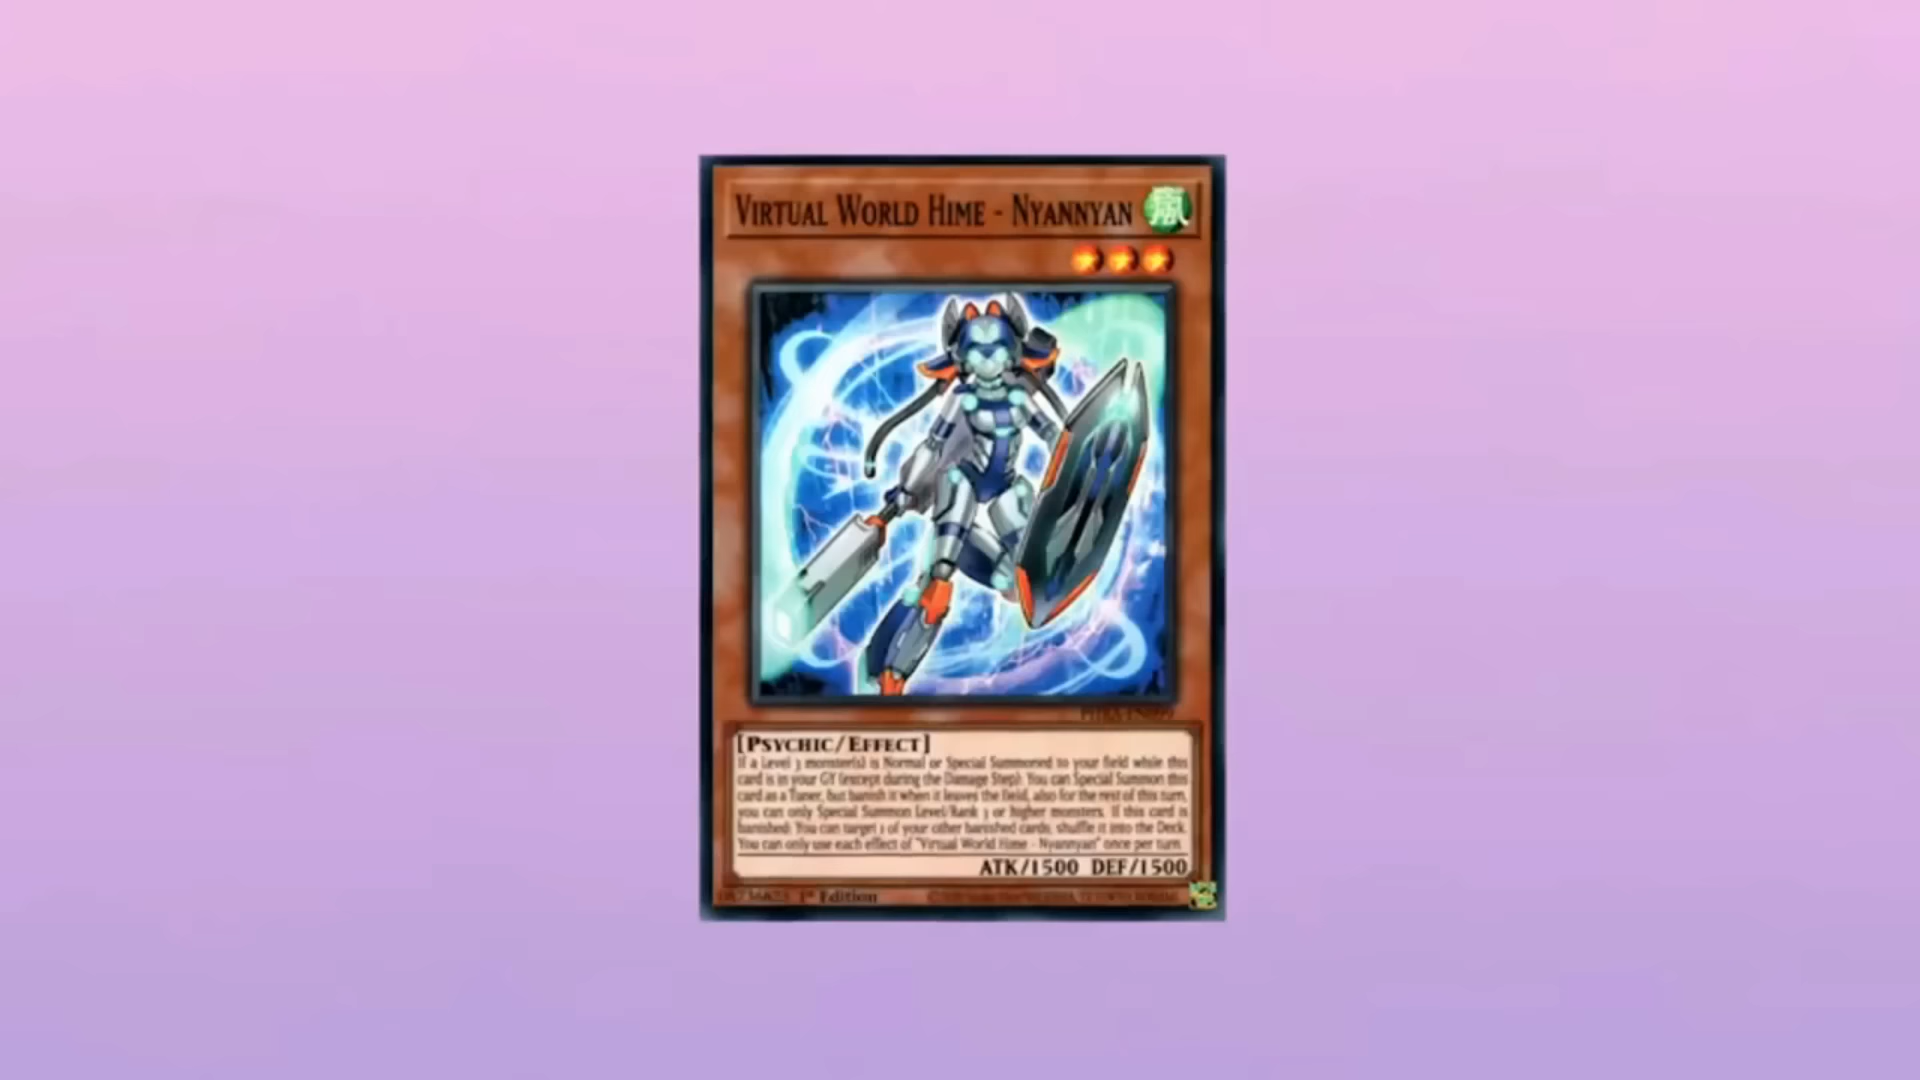 VIRTUAL WORLD HIME - NYANNYAN
風
[PSYCHIC/EFFECT]
If a Level 3 monster(s) is Normal or Special Summoned to your field while this
card is in your GY (except during the Damage Step): You can Special Summon this
card as a Tuner, but banish it when it leaves the field, also for the rest of this turn,
you can only Special Summon Level/Rank 3 or higher monsters. If this card is
banished: You can target 1 of your other banished cards; shuffle it into the Deck.
You can only use each effect of "Virtual World Hime - Nyannyan" once per turn.
ATK/1500 DEF/1500
1st Edition